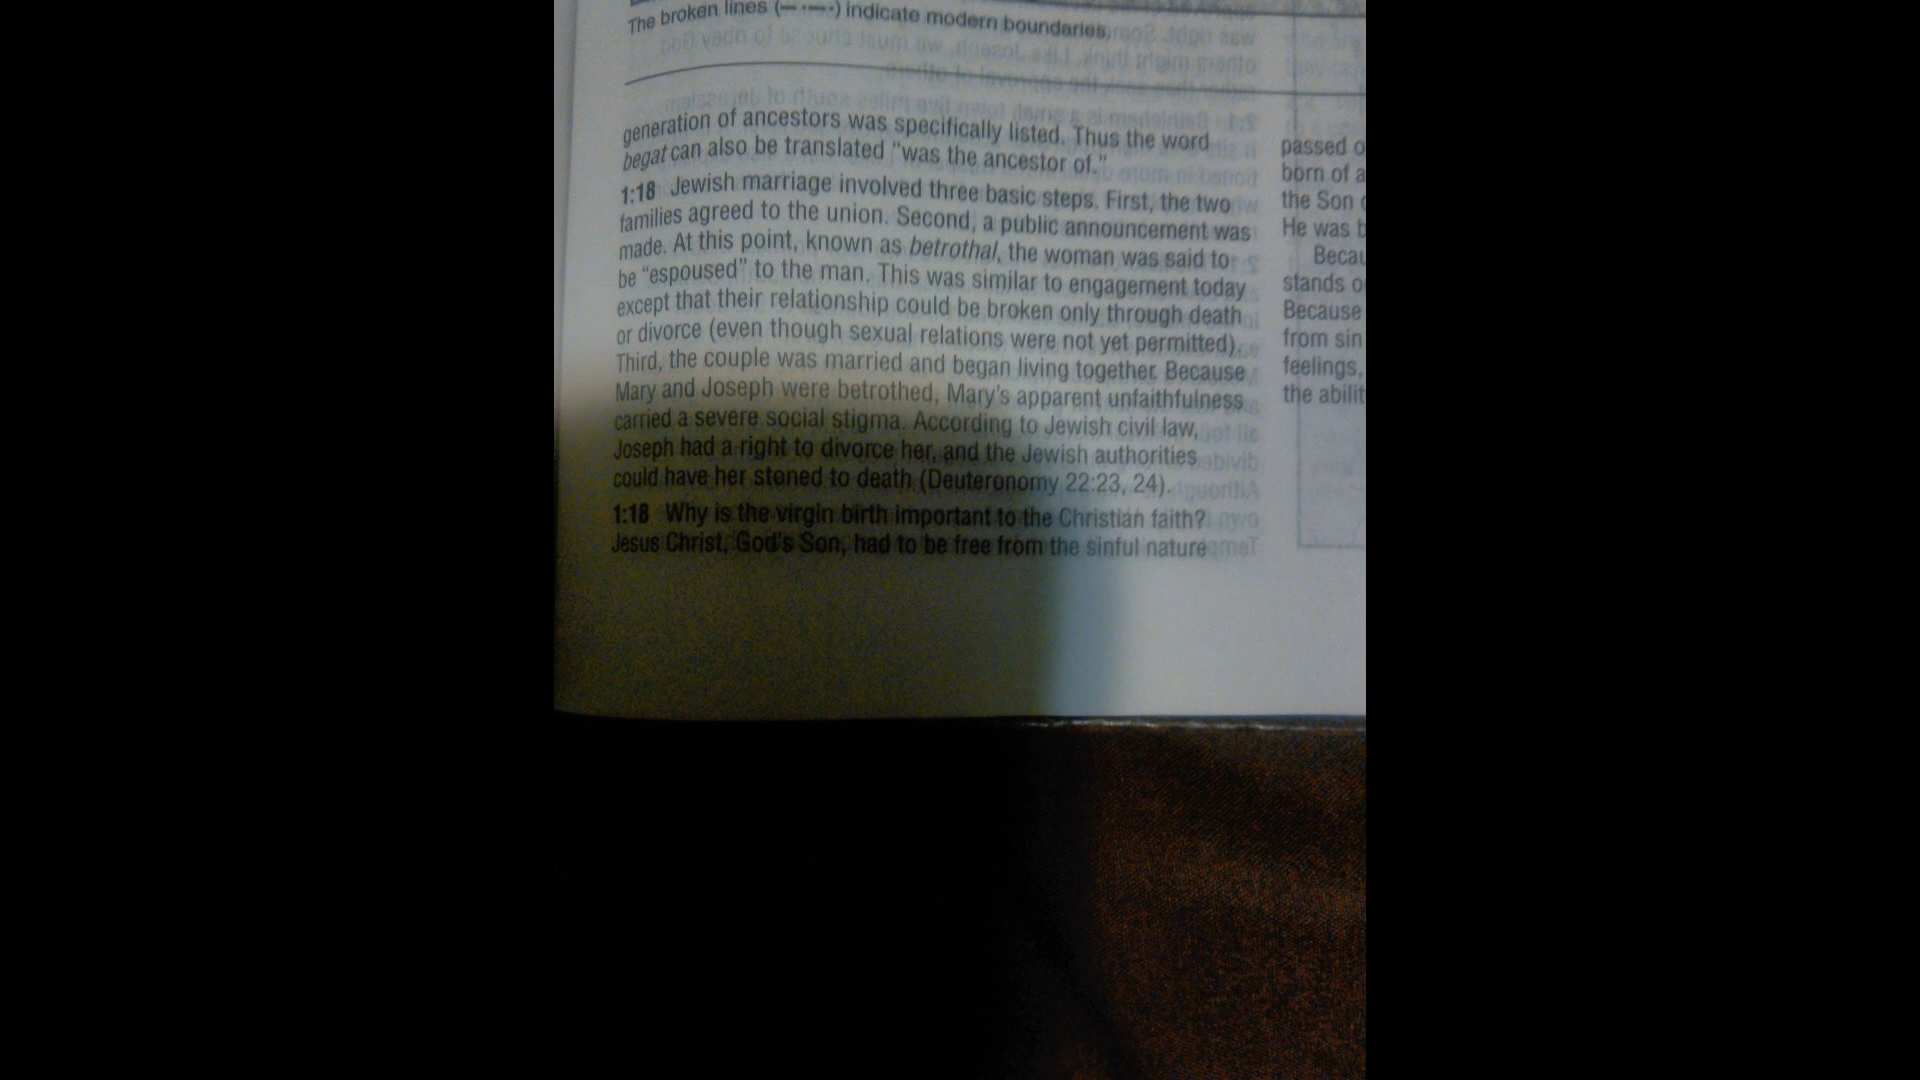 The broken lines (— · — ·) indicate modern boundaries.
generation of ancestors was specifically listed. Thus the word
begat can also be translated “was the ancestor of.”
1:18 Jewish marriage involved three basic steps. First, the two
families agreed to the union. Second, a public announcement was
made. At this point, known as betrothal, the woman was said to
be “espoused” to the man. This was similar to engagement today
except that their relationship could be broken only through death
or divorce (even though sexual relations were not yet permitted).
Third, the couple was married and began living together. Because
Mary and Joseph were betrothed, Mary’s apparent unfaithfulness
carried a severe social stigma. According to Jewish civil law,
Joseph had a right to divorce her, and the Jewish authorities
could have her stoned to death (Deuteronomy 22:23, 24).
1:18 Why is the virgin birth important to the Christian faith?
Jesus Christ, God’s Son, had to be free from the sinful nature
passed o
born of a
the Son
He was b
Becau
stands o
Because
from sin
feelings,
the abilit